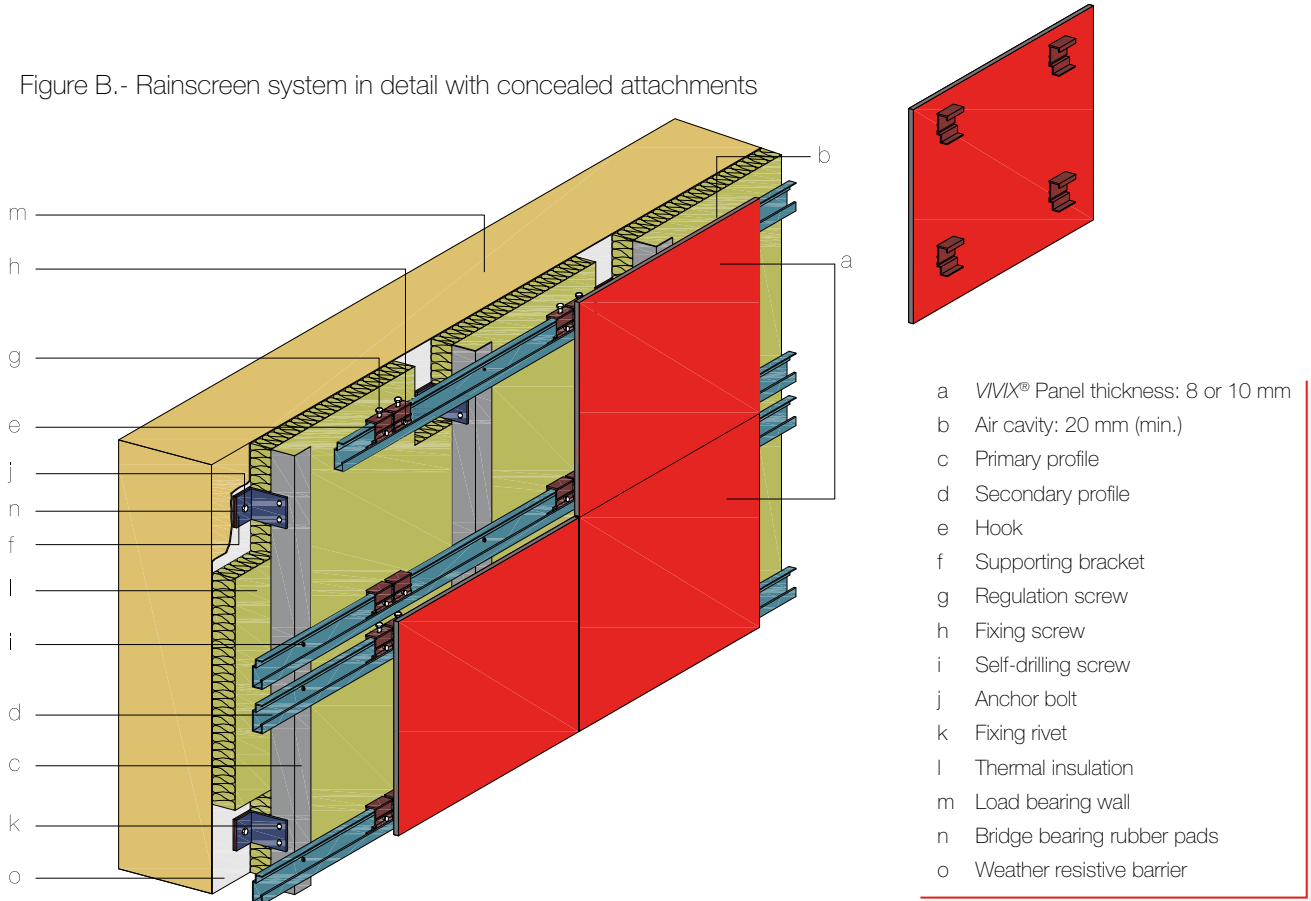 Figure B.- Rainscreen system in detail with concealed attachments
b
m
h
a
g
e
j
n
f
l
i
d
c
k
o
a VIVIX® Panel thickness: 8 or 10 mm
b Air cavity: 20 mm (min.)
c Primary profile
d Secondary profile
e Hook
f Supporting bracket
g Regulation screw
h Fixing screw
i Self-drilling screw
j Anchor bolt
k Fixing rivet
l Thermal insulation
m Load bearing wall
n Bridge bearing rubber pads
o Weather resistive barrier